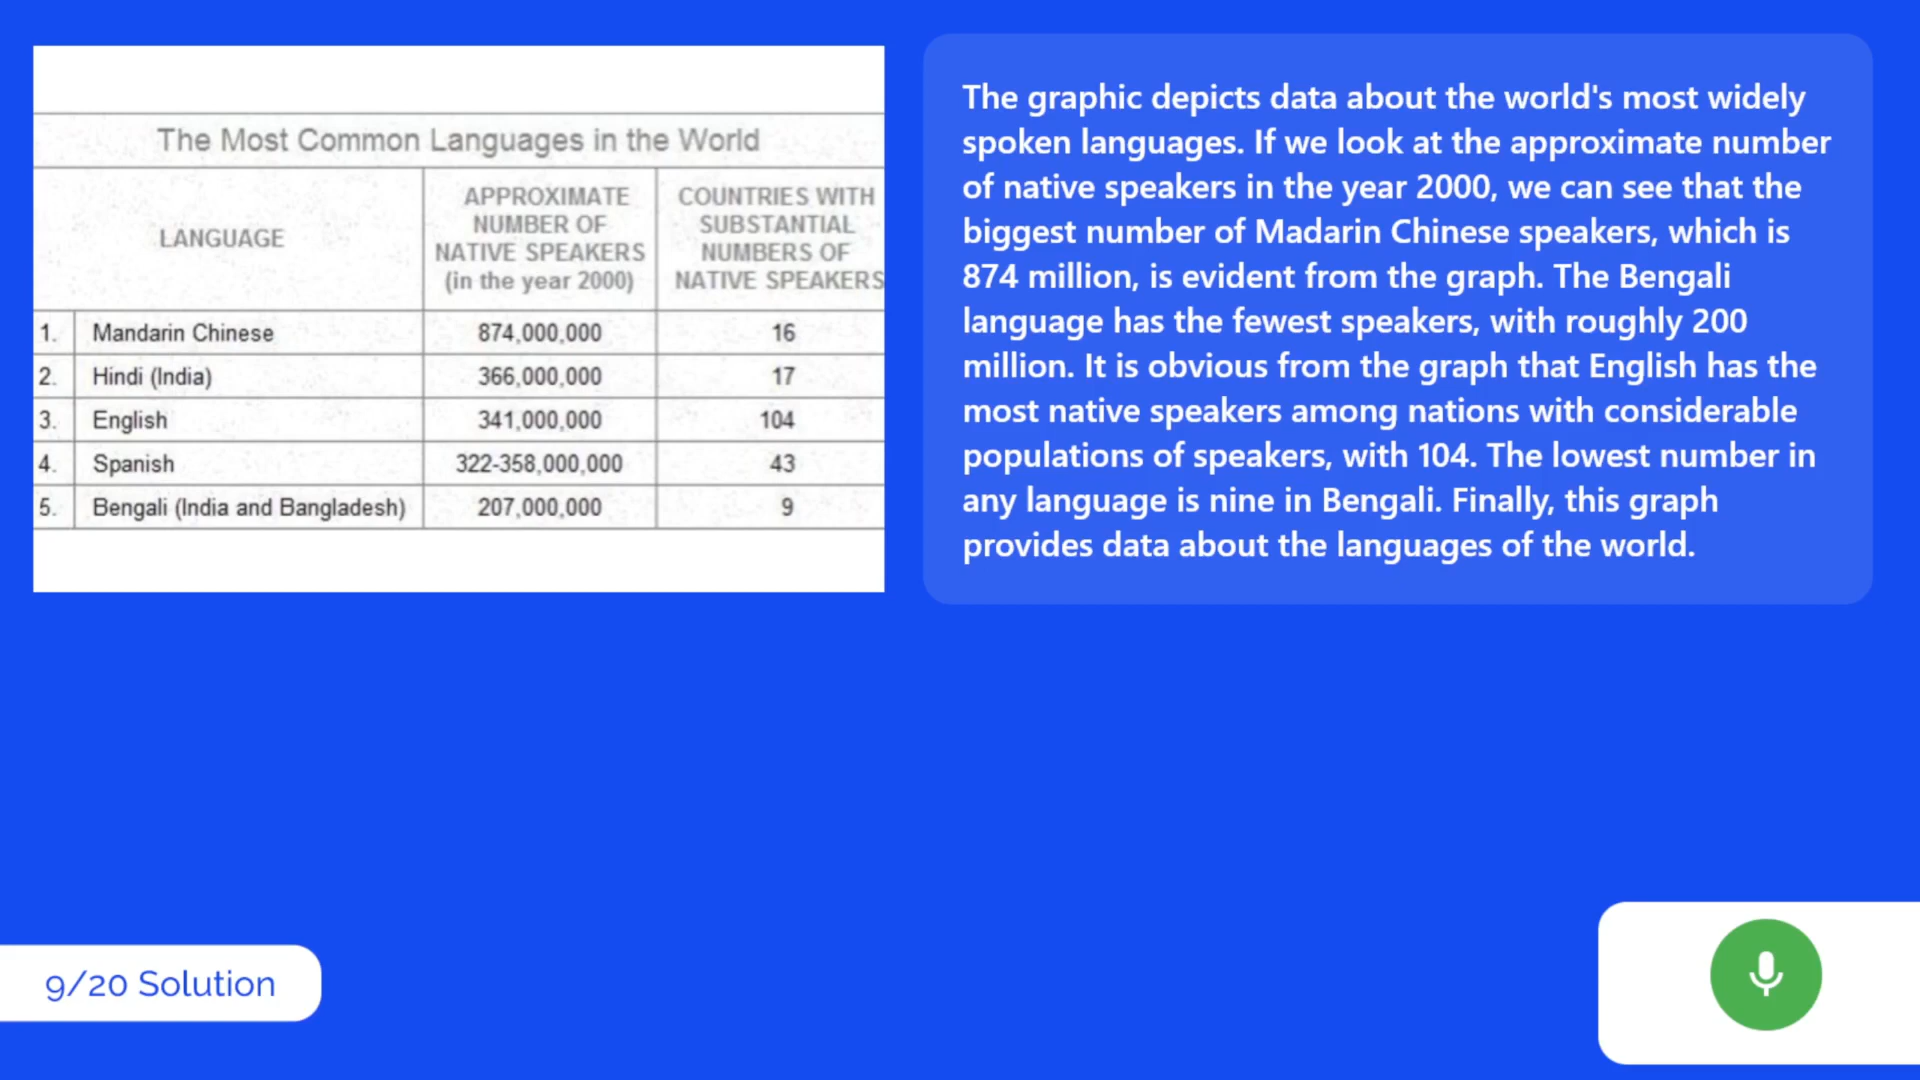 The Most Common Languages in the World
LANGUAGE
APPROXIMATE
NUMBER OF
NATIVE SPEAKERS
(in the year 2000)
COUNTRIES WITH
SUBSTANTIAL
NUMBERS OF
NATIVE SPEAKERS
1. Mandarin Chinese 874,000,000 16
2. Hindi (India) 366,000,000 17
3. English 341,000,000 104
4. Spanish 322-358,000,000 43
5. Bengali (India and Bangladesh) 207,000,000 9
The graphic depicts data about the world's most widely
spoken languages. If we look at the approximate number
of native speakers in the year 2000, we can see that the
biggest number of Madarin Chinese speakers, which is
874 million, is evident from the graph. The Bengali
language has the fewest speakers, with roughly 200
million. It is obvious from the graph that English has the
most native speakers among nations with considerable
populations of speakers, with 104. The lowest number in
any language is nine in Bengali. Finally, this graph
provides data about the languages of the world.
9/20 Solution